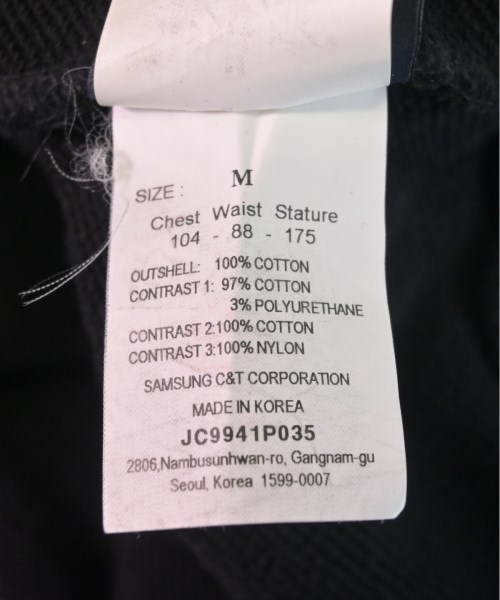 SIZE : M
Chest Waist Stature
104 - 88 - 175
OUTSHELL: 100% COTTON
CONTRAST 1: 97% COTTON
3% POLYURETHANE
CONTRAST 2:100% COTTON
CONTRAST 3:100% NYLON
SAMSUNG C&T CORPORATION
MADE IN KOREA
JC9941P035
2806,Nambusunhwan-ro, Gangnam-gu
Seoul, Korea 1599-0007